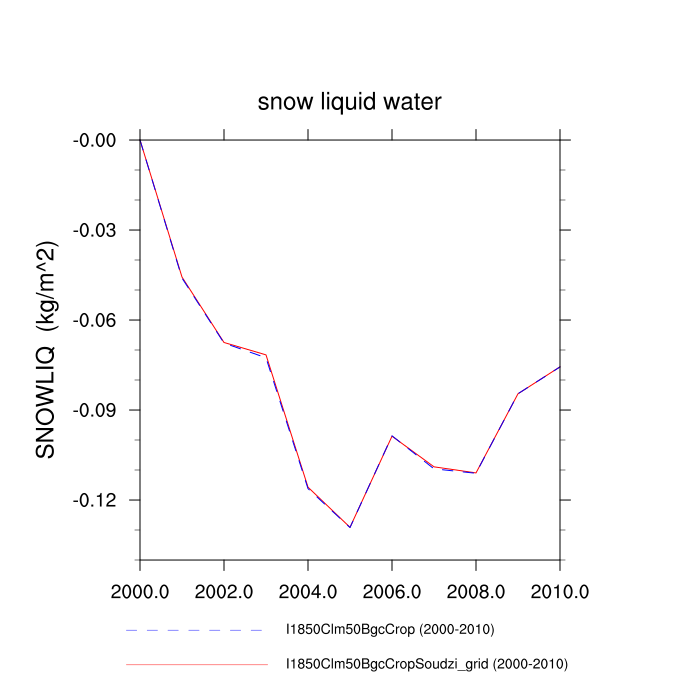 snow liquid water
-0.00
-0.03
-0.06
-0.09
-0.12
SNOWLIQ (kg/m^2)
2000.0 2002.0 2004.0 2006.0 2008.0 2010.0
I1850Clm50BgcCrop (2000-2010)
I1850Clm50BgcCropSoudzi_grid (2000-2010)